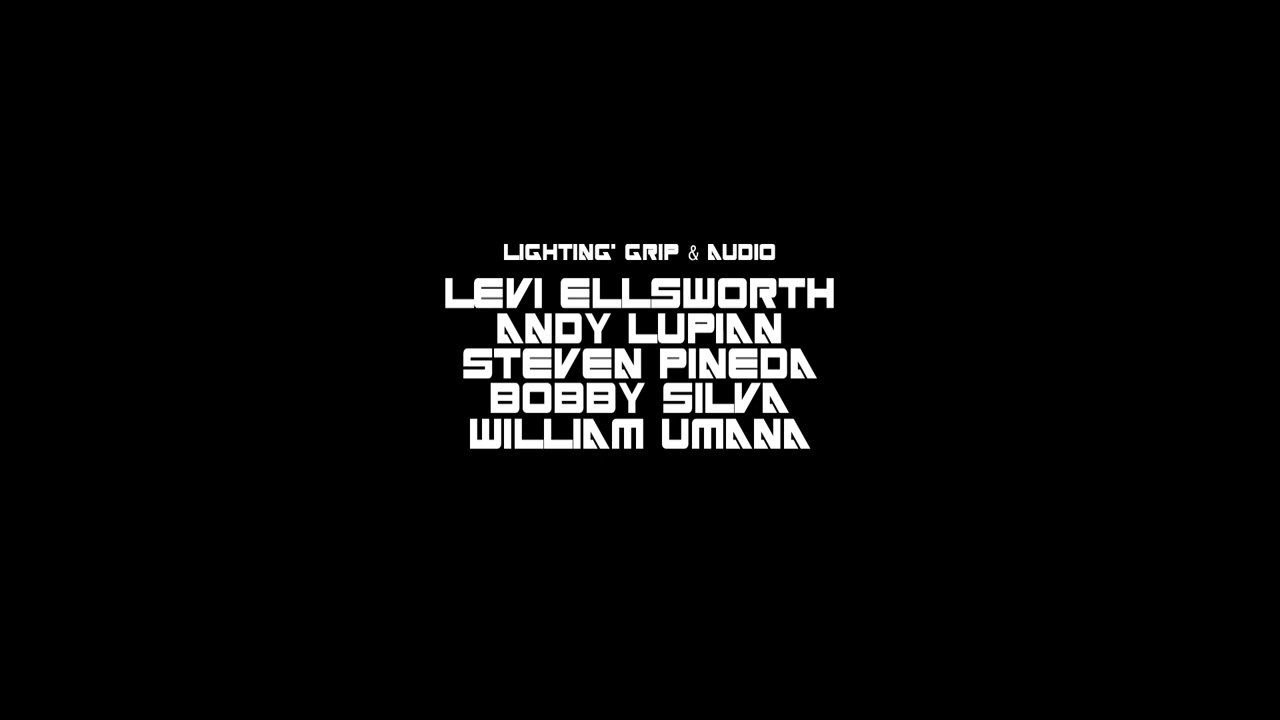 LIGHTING' GRIP & AUDIO
LEVI ELLSWORTH
ANDY LUPIAN
STEVEN PINEDA
BOBBY SILVA
WILLIAM UMANA